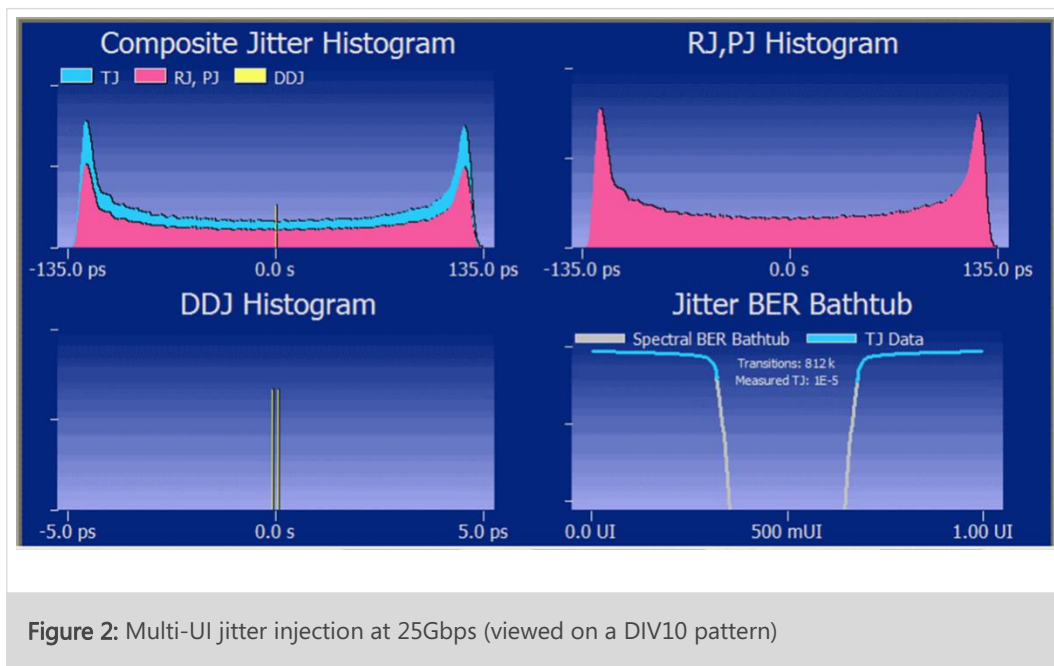 Composite Jitter Histogram
TJ RJ, PJ DDJ
-135.0 ps 0.0 s 135.0 ps
RJ,PJ Histogram
-135.0 ps 0.0 s 135.0 ps
DDJ Histogram
-5.0 ps 0.0 s 5.0 ps
Jitter BER Bathtub
Spectral BER Bathtub TJ Data
Transitions: 812 k
Measured TJ: 1E-5
0.0 UI 500 mUI 1.00 UI
Figure 2: Multi-UI jitter injection at 25Gbps (viewed on a DIV10 pattern)